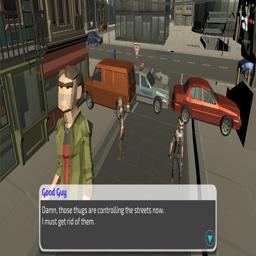 Good Guy
Damn, those thugs are controlling the streets now.
I must get rid of them.